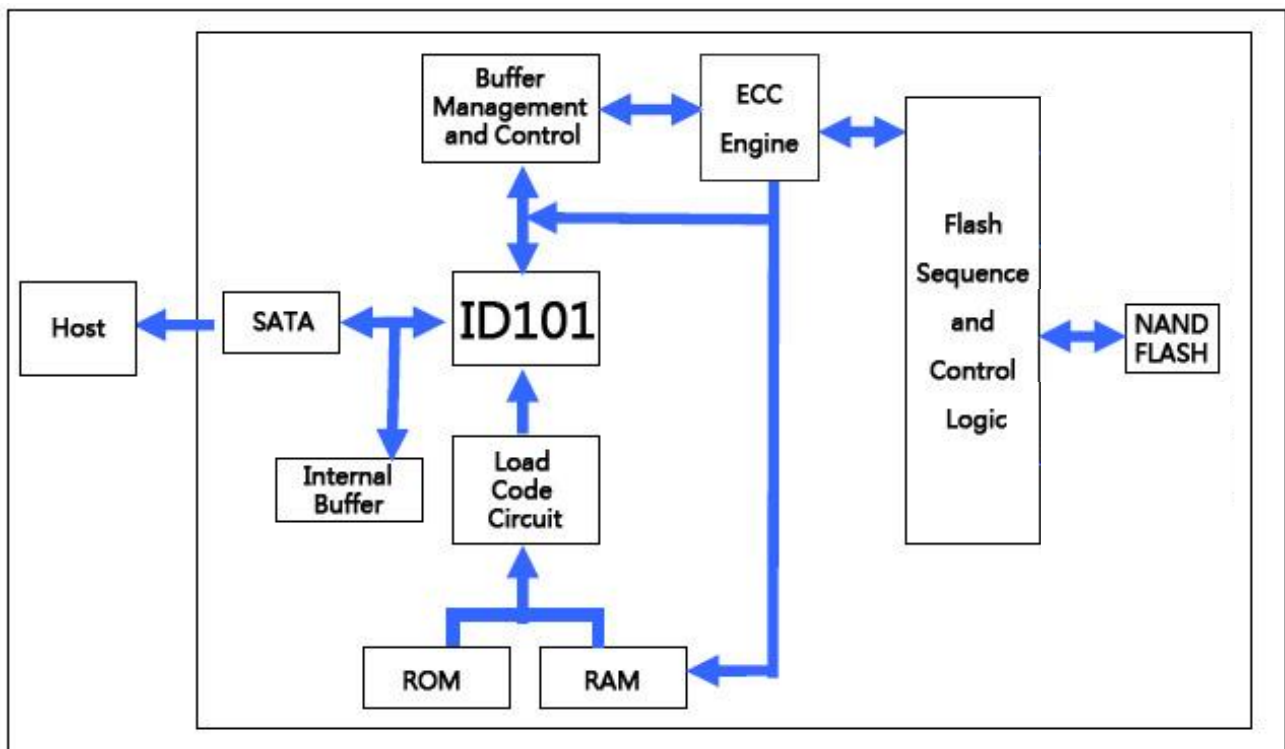 Buffer
Management
and Control
ECC
Engine
Flash
Sequence
and
Control
Logic
Host
SATA
ID101
NAND
FLASH
Internal
Buffer
Load
Code
Circuit
ROM
RAM